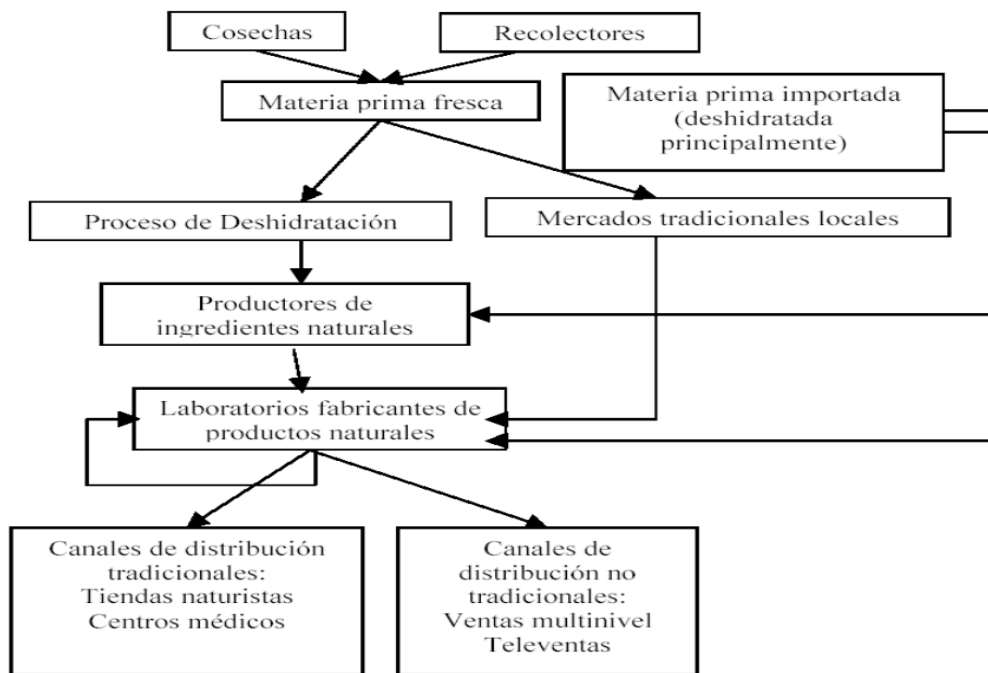 Cosechas
Recolectores
Materia prima fresca
Materia prima importada
(deshidratada
principalmente)
Proceso de Deshidratación
Mercados tradicionales locales
Productores de
ingredientes naturales
Laboratorios fabricantes de
productos naturales
Canales de distribución
tradicionales:
Tiendas naturistas
Centros médicos
Canales de
distribución no
tradicionales:
Ventas multinivel
Televentas